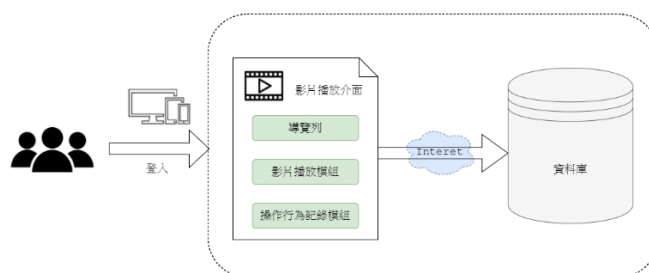 影片播放介面
導覽列
影片播放模組
操作行為記錄模組
登入
Interet
資料庫